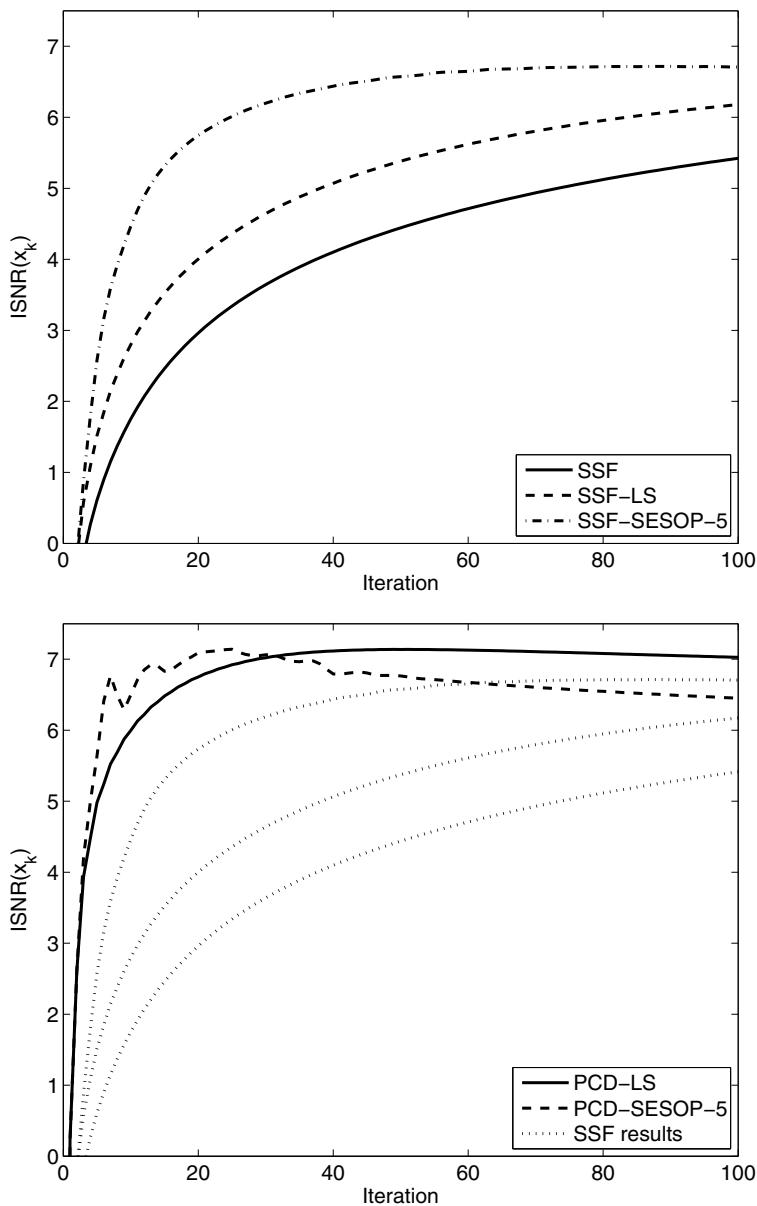 7
6
5
4
3
2
1
0
ISNR(x_k)
0 20 40 60 80 100
Iteration
SSF
SSF-LS
SSF-SESOP-5
7
6
5
4
3
2
1
0
ISNR(x_k)
0 20 40 60 80 100
Iteration
PCD-LS
PCD-SESOP-5
SSF results